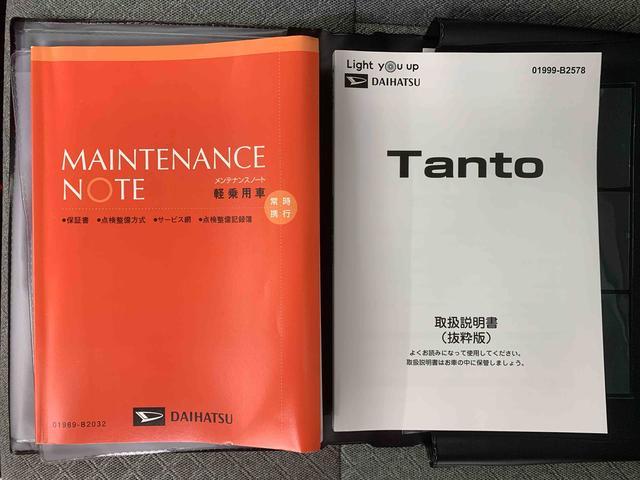 MAINTENANCE
NOTE
メンテナンスノート
軽乗用車
常時
携行
●保証書 ●点検整備方式 ●サービス網 ●点検整備記録簿
DAIHATSU
01969-B2032
Light you up
DAIHATSU
01999-B2578
Tanto
取扱説明書
（抜粋版）
よくお読みになって使用してください。
取扱説明書はお車の中に保管しましょう。